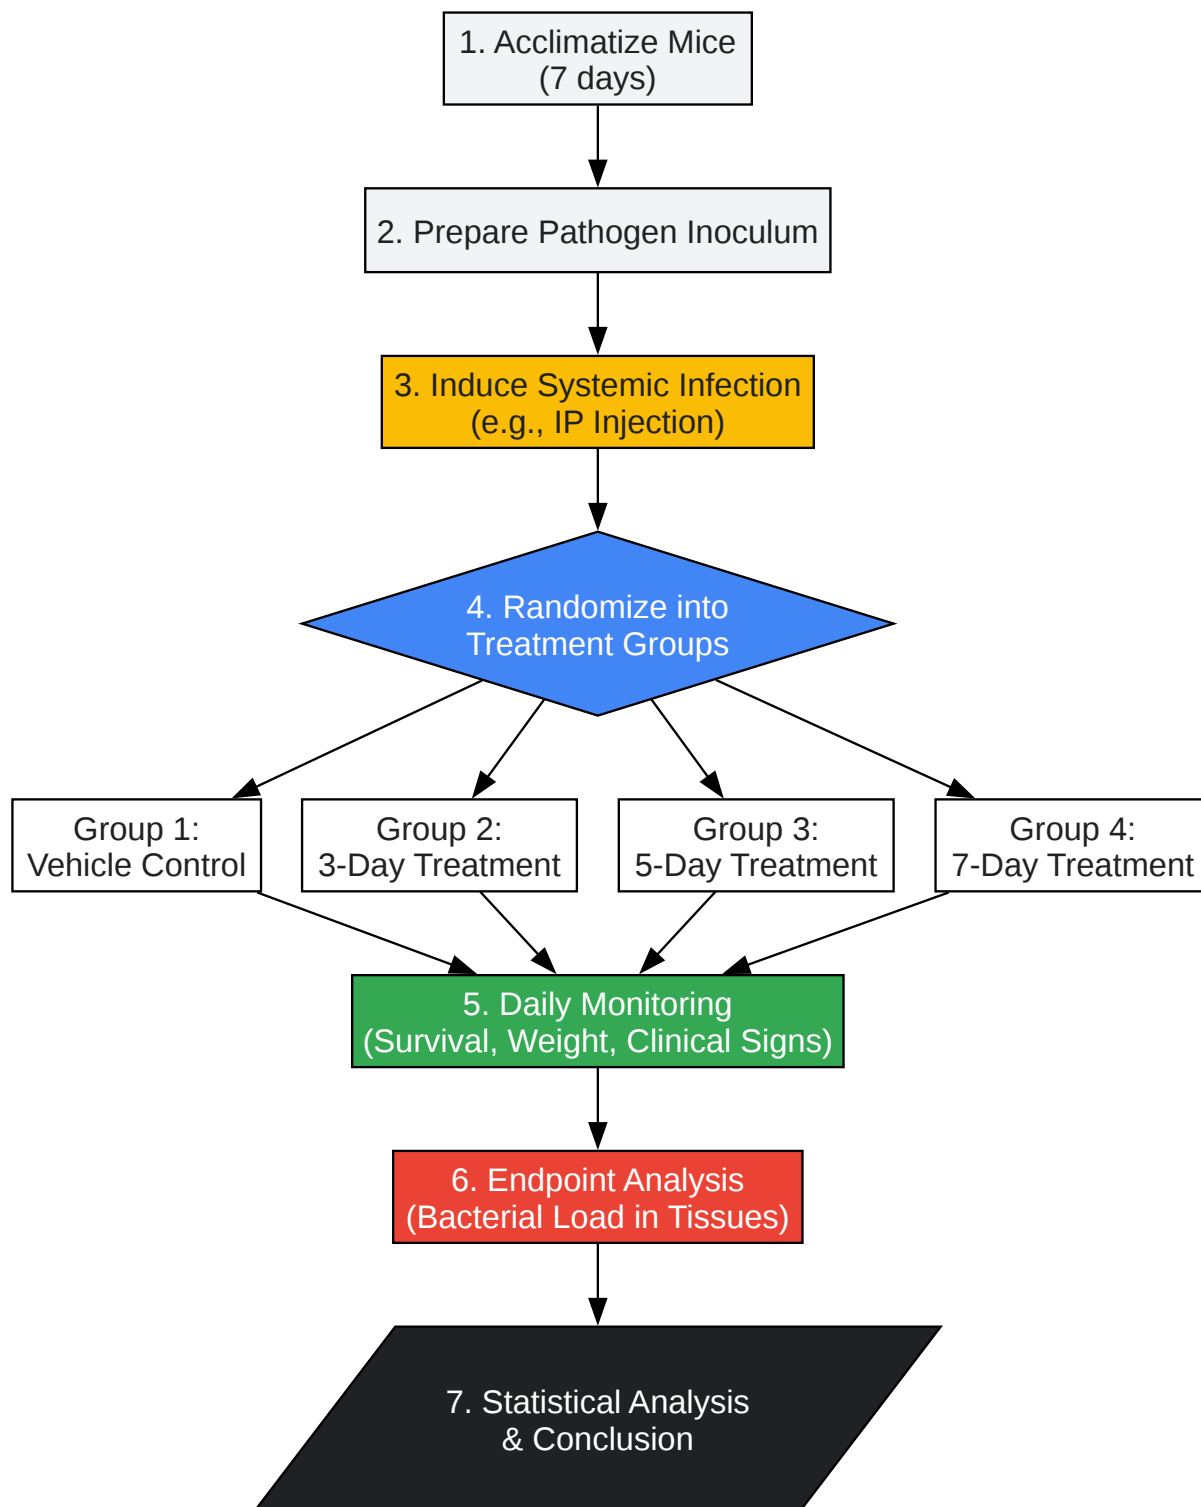 1. Acclimatize Mice
(7 days)
2. Prepare Pathogen Inoculum
3. Induce Systemic Infection
(e.g., IP Injection)
4. Randomize into
Treatment Groups
Group 1:
Vehicle Control
Group 2:
3-Day Treatment
Group 3:
5-Day Treatment
Group 4:
7-Day Treatment
5. Daily Monitoring
(Survival, Weight, Clinical Signs)
6. Endpoint Analysis
(Bacterial Load in Tissues)
7. Statistical Analysis
& Conclusion